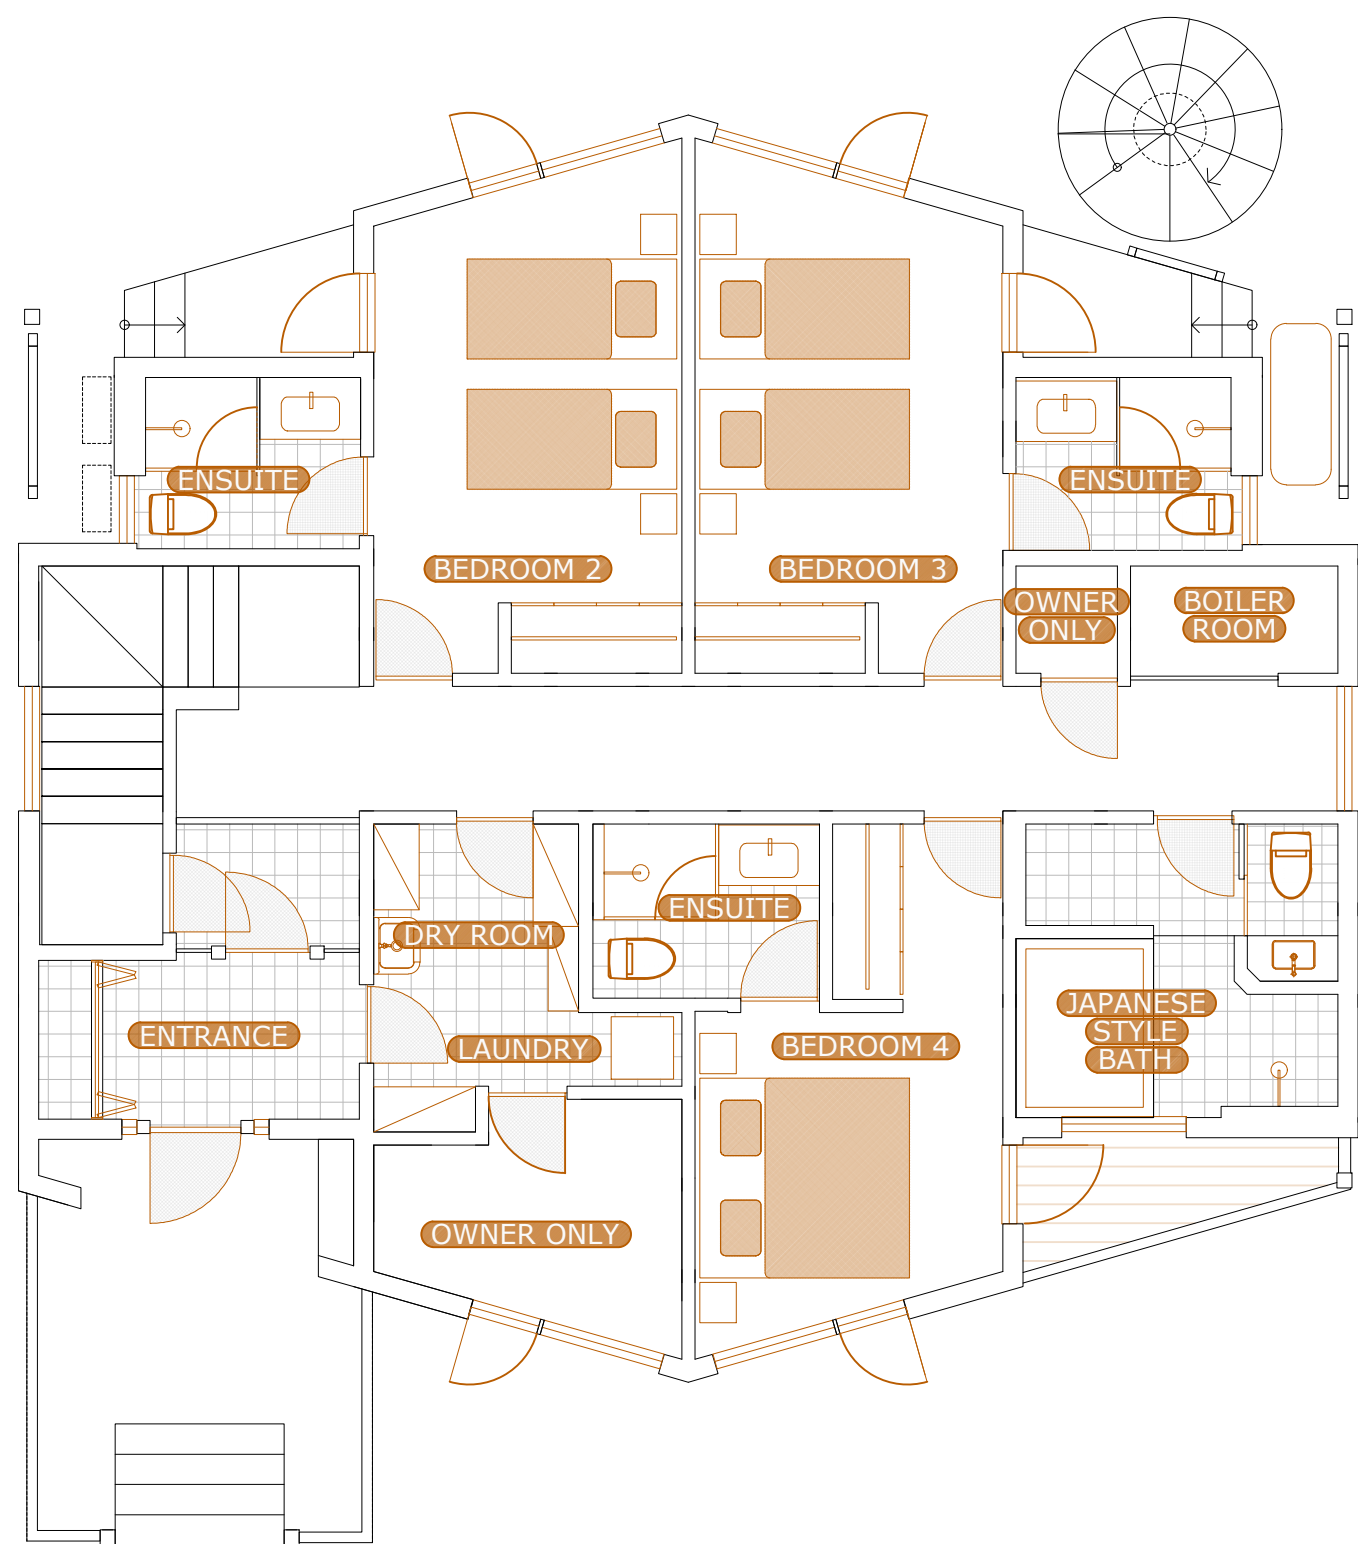 ENSUITE
ENSUITE
BEDROOM 2
BEDROOM 3
OWNER
ONLY
BOILER
ROOM
ENSUITE
DRY ROOM
ENTRANCE
LAUNDRY
BEDROOM 4
JAPANESE
STYLE
BATH
OWNER ONLY